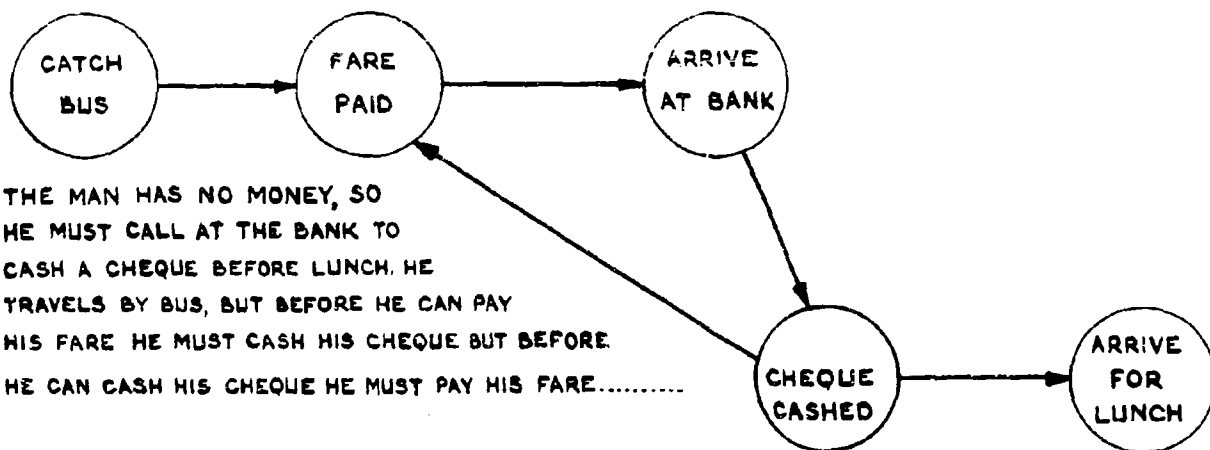 CATCH
BUS
FARE
PAID
ARRIVE
AT BANK
THE MAN HAS NO MONEY, SO
HE MUST CALL AT THE BANK TO
CASH A CHEQUE BEFORE LUNCH. HE
TRAVELS BY BUS, BUT BEFORE HE CAN PAY
HIS FARE HE MUST CASH HIS CHEQUE BUT BEFORE
HE CAN CASH HIS CHEQUE HE MUST PAY HIS FARE..........
CHEQUE
CASHED
ARRIVE
FOR
LUNCH